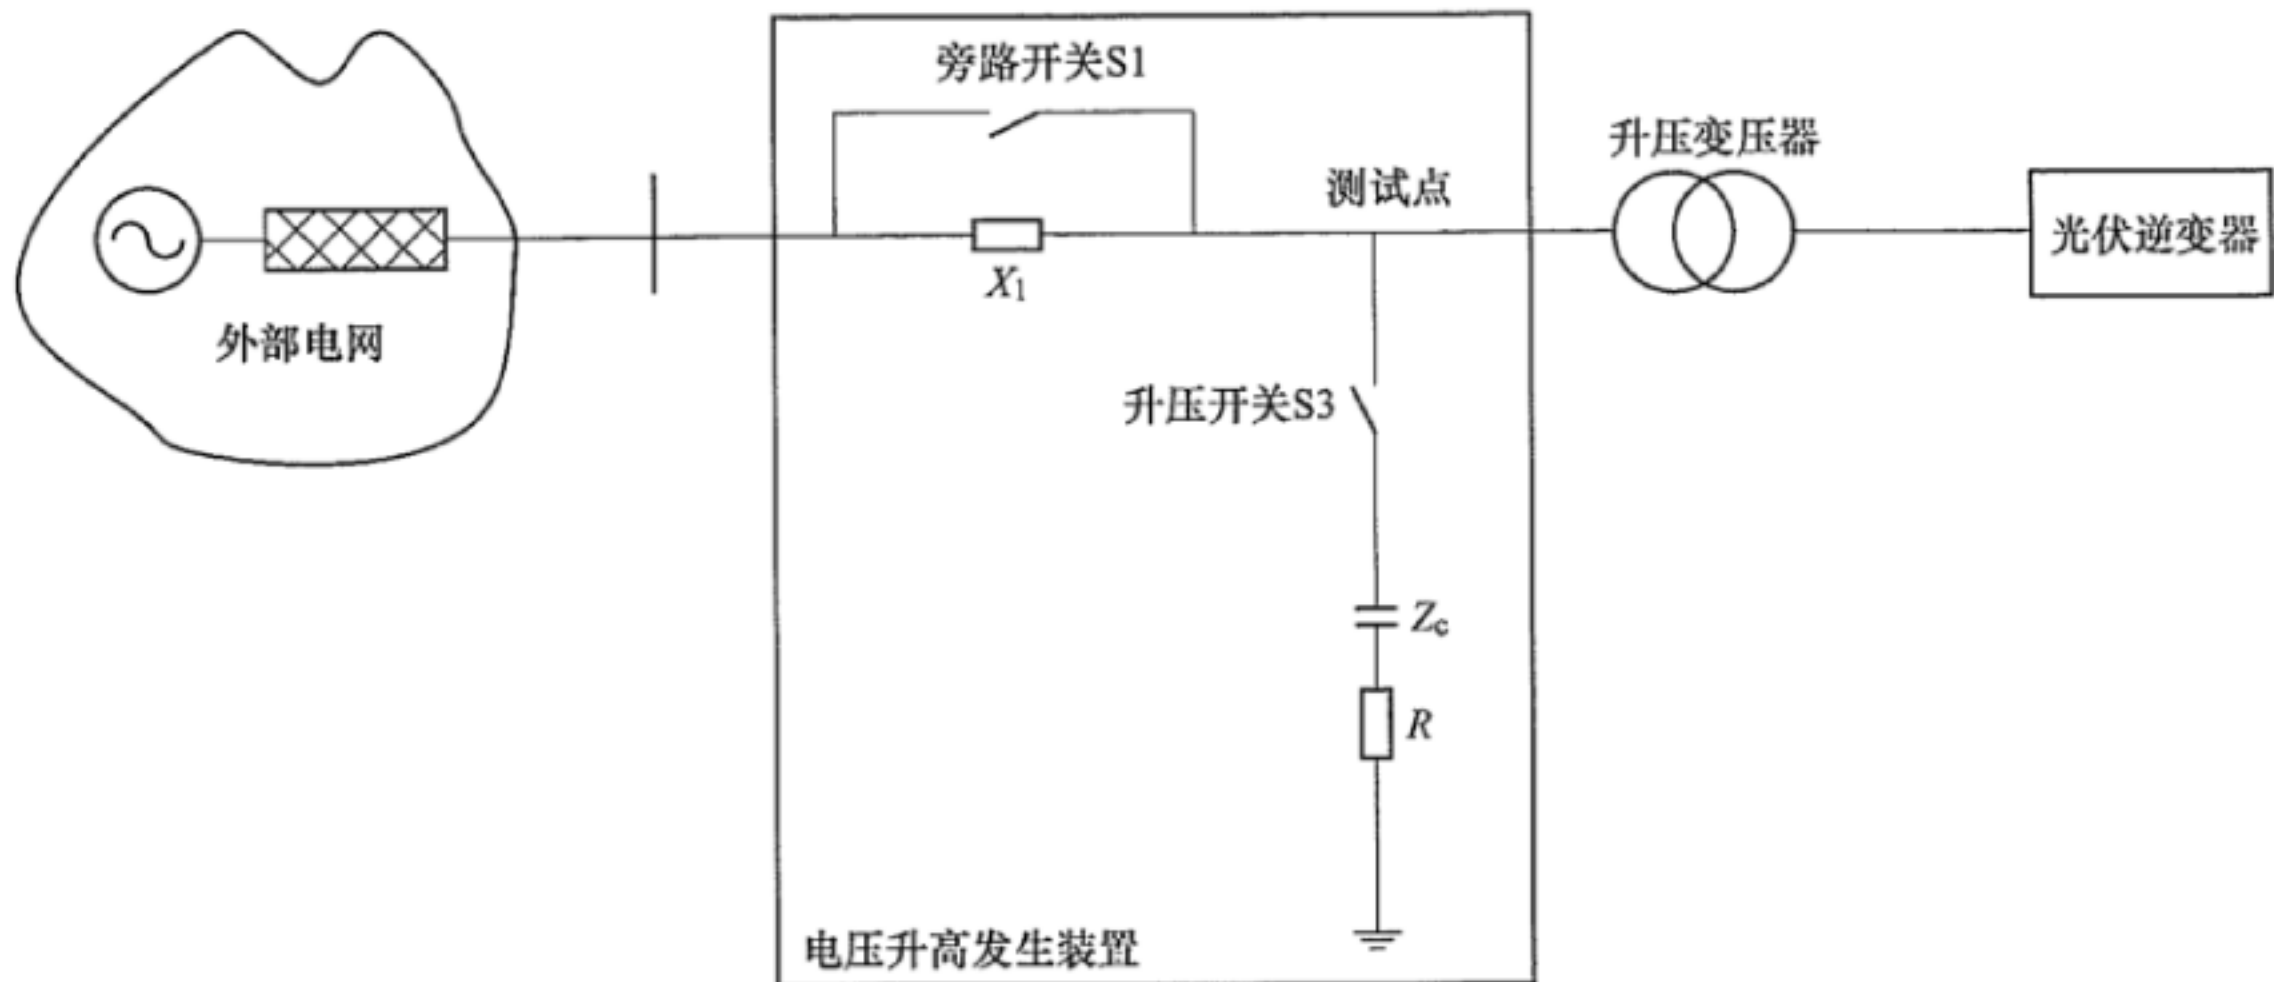 旁路开关S1
升压变压器
测试点
光伏逆变器
X₁
外部电网
升压开关S3
Zc
R
电压升高发生装置